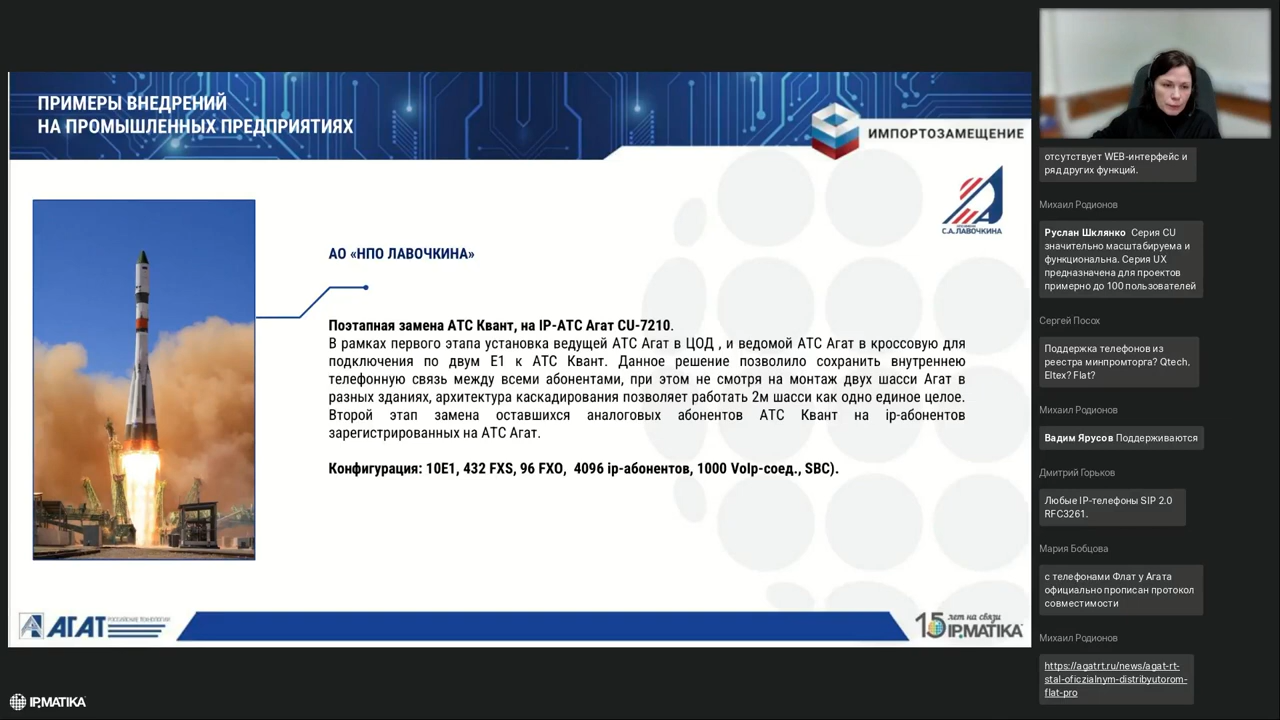 ПРИМЕРЫ ВНЕДРЕНИЙ
НА ПРОМЫШЛЕННЫХ ПРЕДПРИЯТИЯХ
ИМПОРТОЗАМЕЩЕНИЕ
С.А.ЛАВОЧКИНА
АО «НПО ЛАВОЧКИНА»
Поэтапная замена АТС Квант, на IP-АТС Агат CU-7210.
В рамках первого этапа установка ведущей АТС Агат в ЦОД , и ведомой АТС Агат в кроссовую для
подключения по двум Е1 к АТС Квант. Данное решение позволило сохранить внутреннею
телефонную связь между всеми абонентами, при этом не смотря на монтаж двух шасси Агат в
разных зданиях, архитектура каскадирования позволяет работать 2м шасси как одно единое целое.
Второй этап замена оставшихся аналоговых абонентов АТС Квант на ip-абонентов
зарегистрированных на АТС Агат.
Конфигурация: 10E1, 432 FXS, 96 FXO, 4096 ip-абонентов, 1000 VoIp-соед., SBC).
АГАТ
РОССИЙСКИЕ ТЕХНОЛОГИИ
15 лет на связи
IPMATIKA
IPMATIKA
отсутствует WEB-интерфейс и
ряд других функций.
Михаил Родионов
Руслан Шклянко Серия CU
значительно масштабируема и
функциональна. Серия UX
предназначена для проектов
примерно до 100 пользователей
Сергей Посох
Поддержка телефонов из
реестра минпромторга? Qtech,
Eltex? Flat?
Михаил Родионов
Вадим Ярусов Поддерживаются
Дмитрий Горьков
Любые IP-телефоны SIP 2.0
RFC3261.
Мария Бобцова
с телефонами Флат у Агата
официально прописан протокол
совместимости
Михаил Родионов
https://agatrt.ru/news/agat-rt-
stal-oficzialnym-distribyutorom-
flat-pro